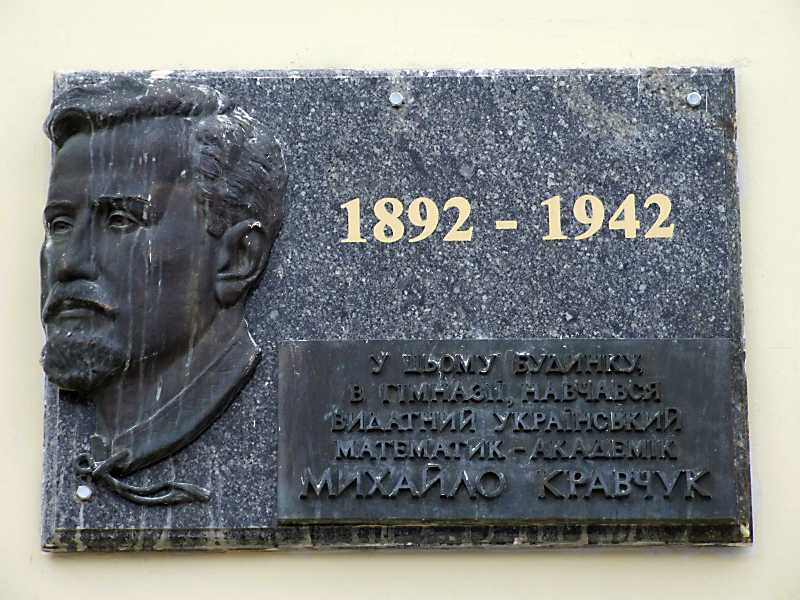 1892 - 1942
У ЦЬОМУ БУДИНКУ,
В ГІМНАЗІЇ, НАВЧАВСЯ
ВИДАТНИЙ УКРАЇНСЬКИЙ
МАТЕМАТИК - АКАДЕМІК
МИХАЙЛО КРАВЧУК